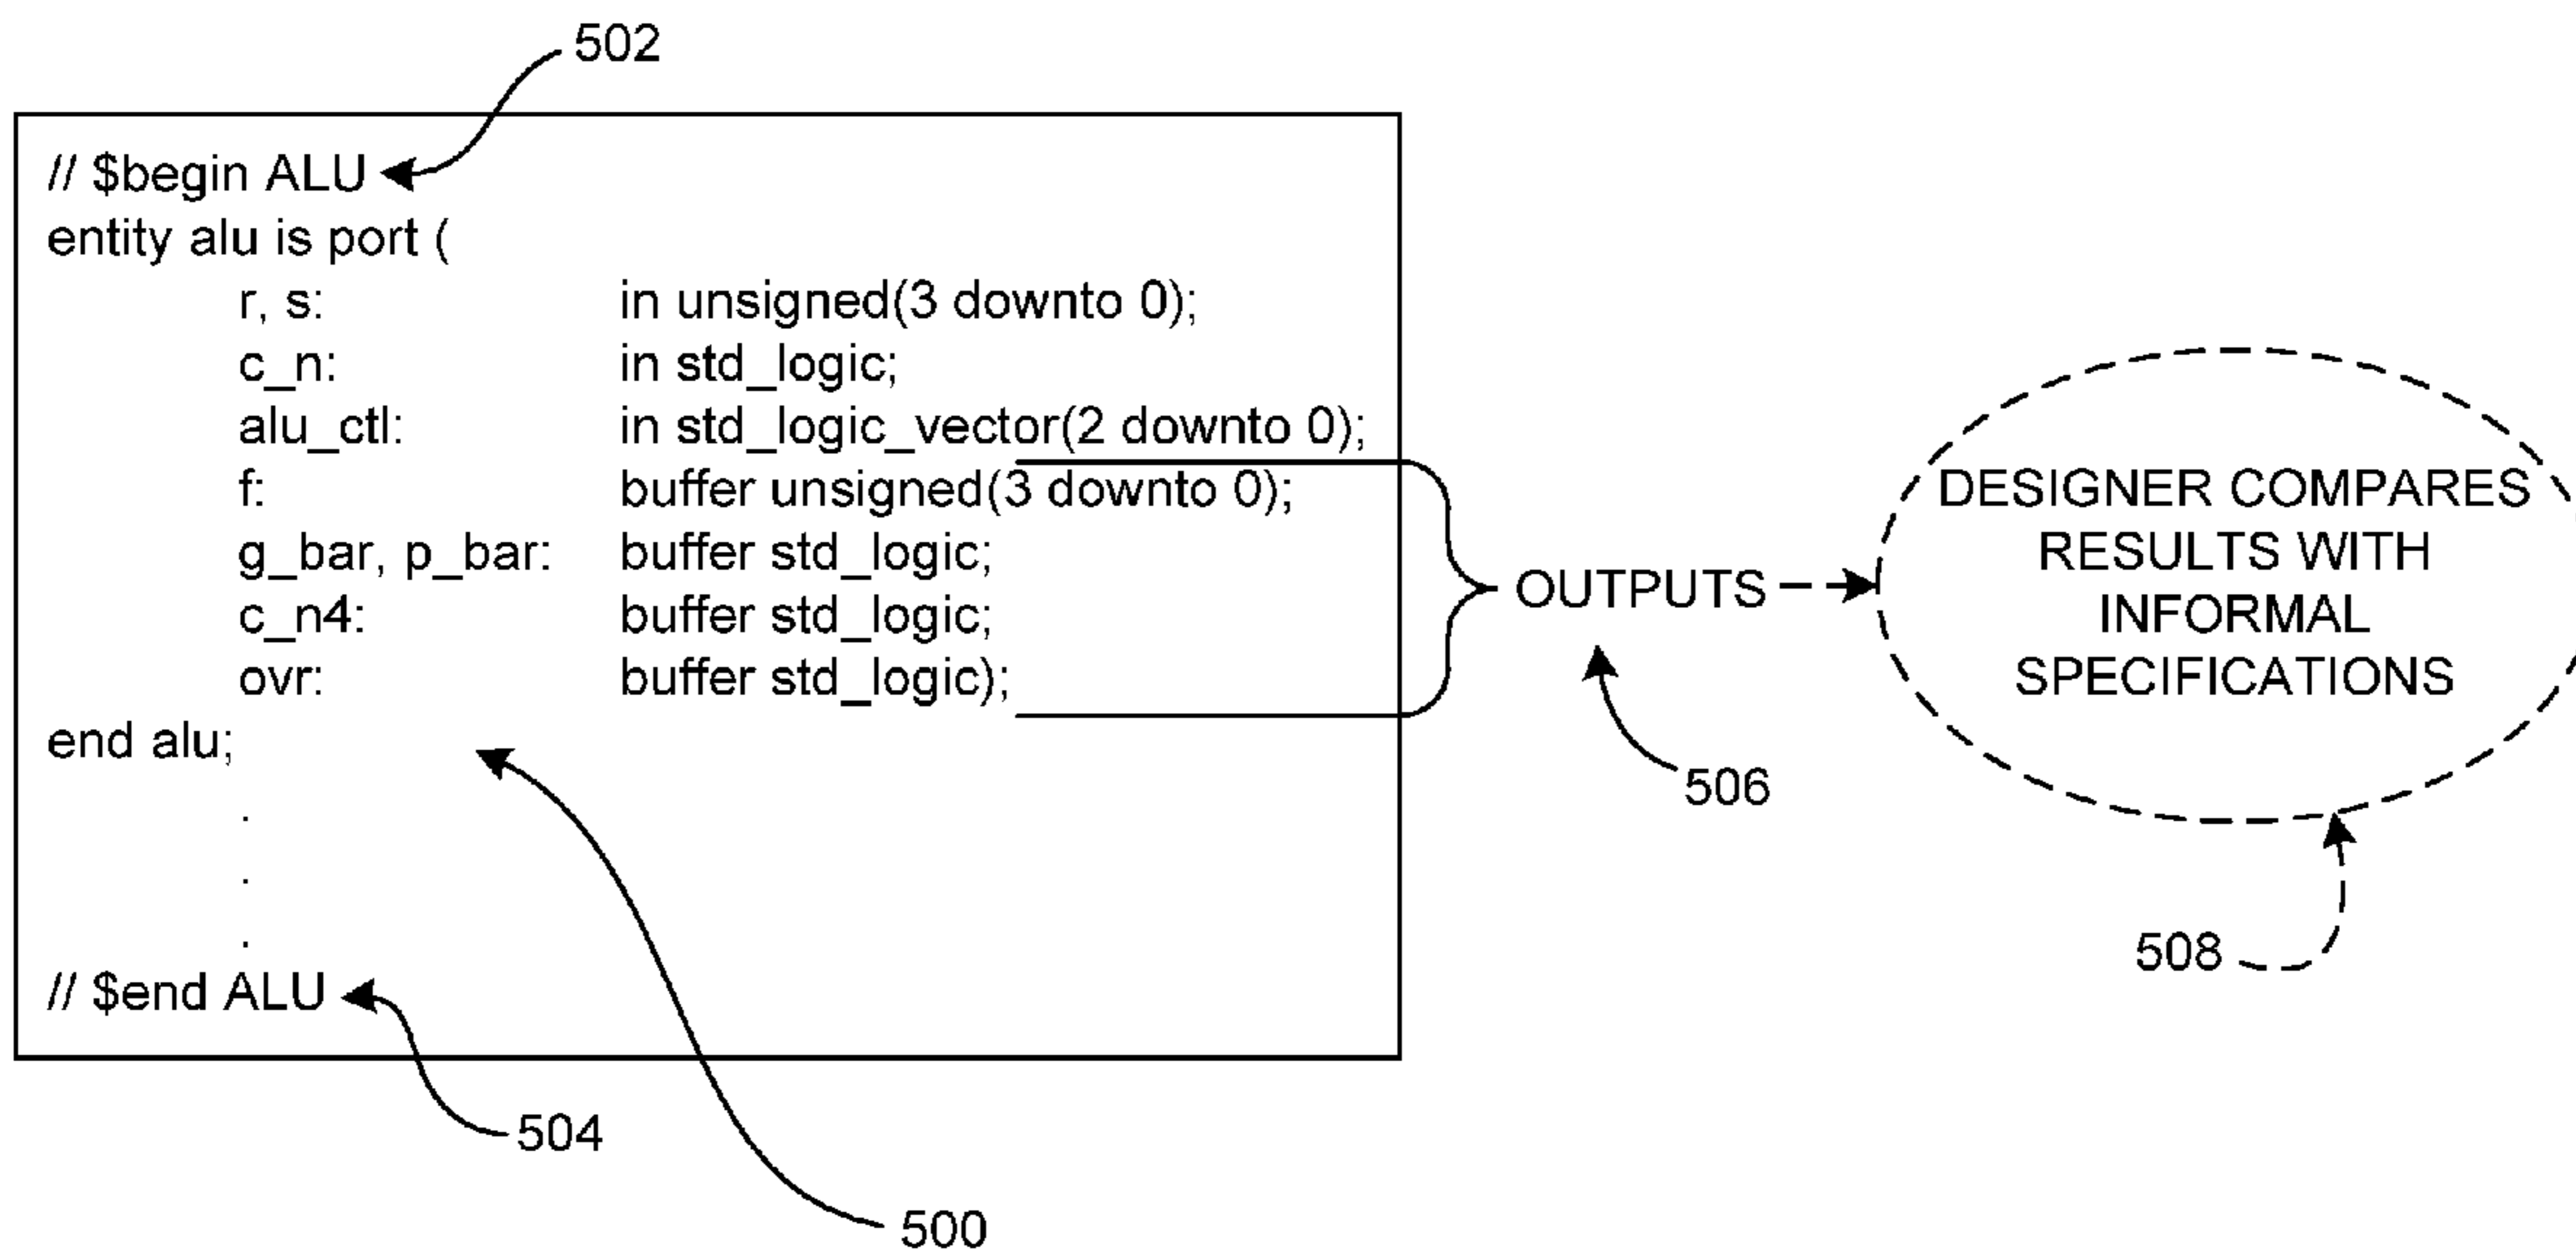 502
// $begin ALU
entity alu is port (
r, s: in unsigned(3 downto 0);
c_n: in std_logic;
alu_ctl: in std_logic_vector(2 downto 0);
f: buffer unsigned(3 downto 0);
g_bar, p_bar: buffer std_logic;
c_n4: buffer std_logic;
ovr: buffer std_logic);
end alu;
.
.
.
// $end ALU
504
500
OUTPUTS
506
DESIGNER COMPARES
RESULTS WITH
INFORMAL
SPECIFICATIONS
508